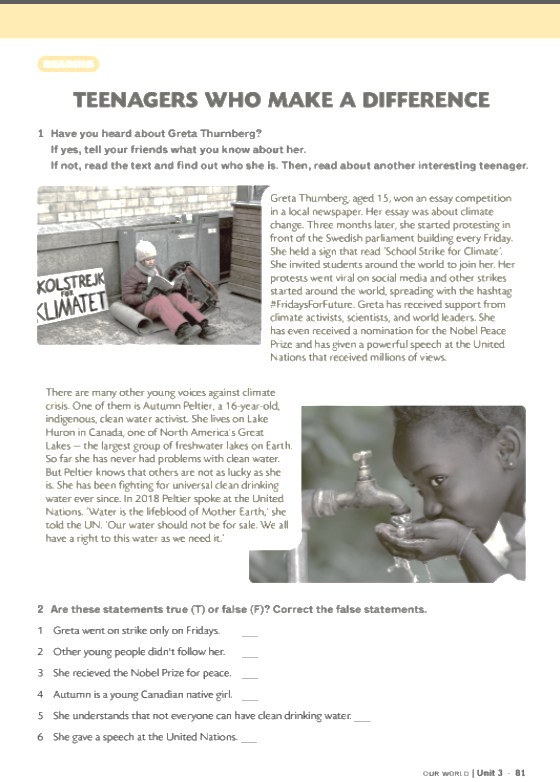 READING
TEENAGERS WHO MAKE A DIFFERENCE
1 Have you heard about Greta Thurnberg?
If yes, tell your friends what you know about her.
If not, read the text and find out who she is. Then, read about another interesting teenager.
KOLSTREJK
FÖR
KLIMATET
Greta Thurnberg, aged 15, won an essay competition
in a local newspaper. Her essay was about climate
change. Three months later, she started protesting in
front of the Swedish parliament building every Friday.
She held a sign that read 'School Strike for Climate'.
She invited students around the world to join her. Her
protests went viral on social media and other strikes
started around the world, spreading with the hashtag
#FridaysForFuture. Greta has received support from
climate activists, scientists, and world leaders. She
has even received a nomination for the Nobel Peace
Prize and has given a powerful speech at the United
Nations that received millions of views.
There are many other young voices against climate
crisis. One of them is Autumn Peltier, a 16-year-old,
indigenous, clean water activist. She lives on Lake
Huron in Canada, one of North America's Great
Lakes – the largest group of freshwater lakes on Earth.
So far she has never had problems with clean water.
But Peltier knows that others are not as lucky as she
is. She has been fighting for universal clean drinking
water ever since. In 2018 Peltier spoke at the United
Nations. 'Water is the lifeblood of Mother Earth,' she
told the UN. 'Our water should not be for sale. We all
have a right to this water as we need it.'
2 Are these statements true (T) or false (F)? Correct the false statements.
1 Greta went on strike only on Fridays. ___
2 Other young people didn't follow her. ___
3 She recieved the Nobel Prize for peace. ___
4 Autumn is a young Canadian native girl. ___
5 She understands that not everyone can have clean drinking water. ___
6 She gave a speech at the United Nations. ___
OUR WORLD | Unit 3 · 81